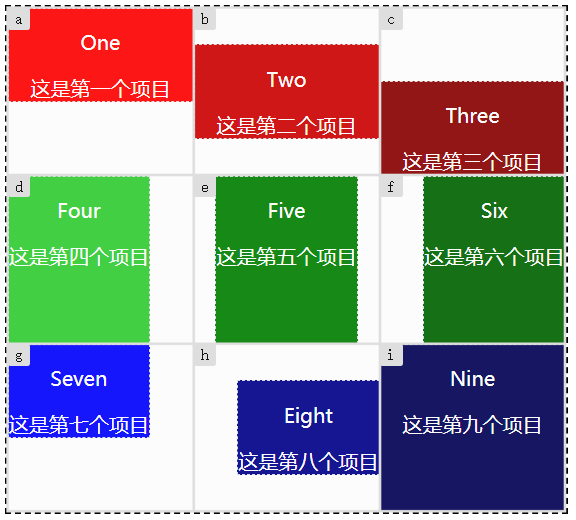 a
One
这是第一个项目
b
Two
这是第二个项目
c
Three
这是第三个项目
d
Four
这是第四个项目
e
Five
这是第五个项目
f
Six
这是第六个项目
g
Seven
这是第七个项目
h
Eight
这是第八个项目
i
Nine
这是第九个项目